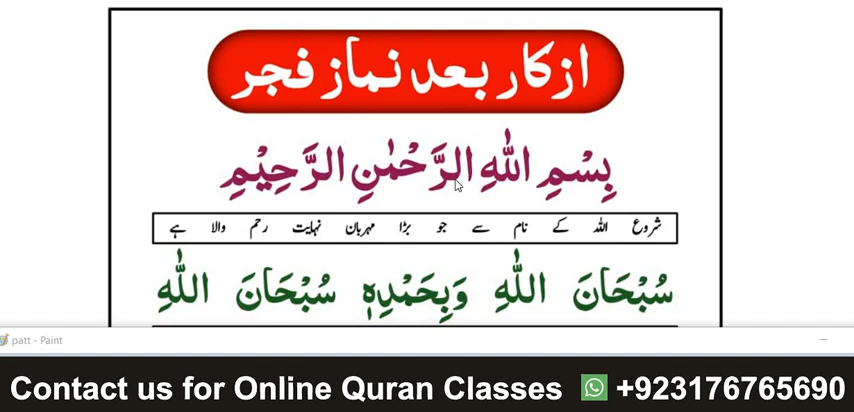 ازکار بعد نماز فجر
بِسْمِ اللّٰهِ الرَّحْمٰنِ الرَّحِيْمِ
شروع اللہ کے نام سے جو بڑا مہربان نہایت رحم والا ہے
سُبْحَانَ اللّٰهِ وَبِحَمْدِهٖ سُبْحَانَ اللّٰهِ
patt - Paint
Contact us for Online Quran Classes +923176765690